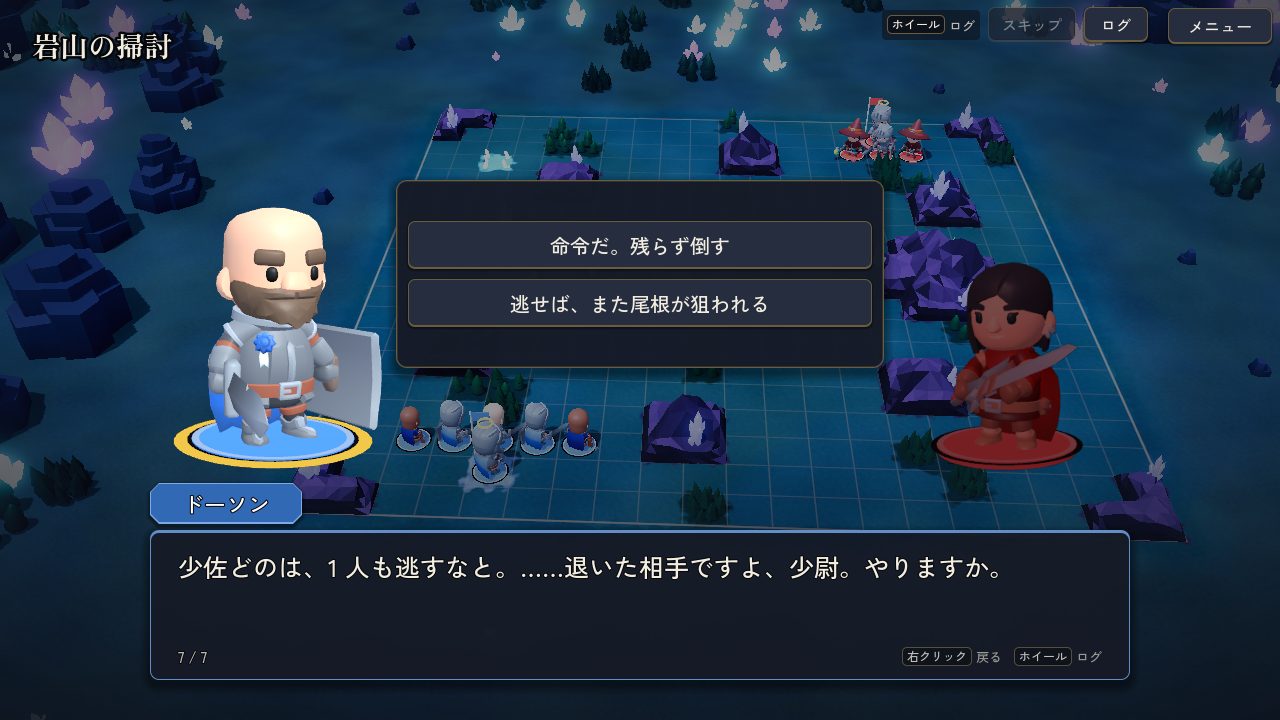 岩山の掃討
ホイール ログ
スキップ
ログ
メニュー
命令だ。残らず倒す
逃せば、また尾根が狙われる
ドーソン
少佐どのは、1人も逃すなと。……退いた相手ですよ、少尉。やりますか。
7 / 7
右クリック 戻る
ホイール ログ